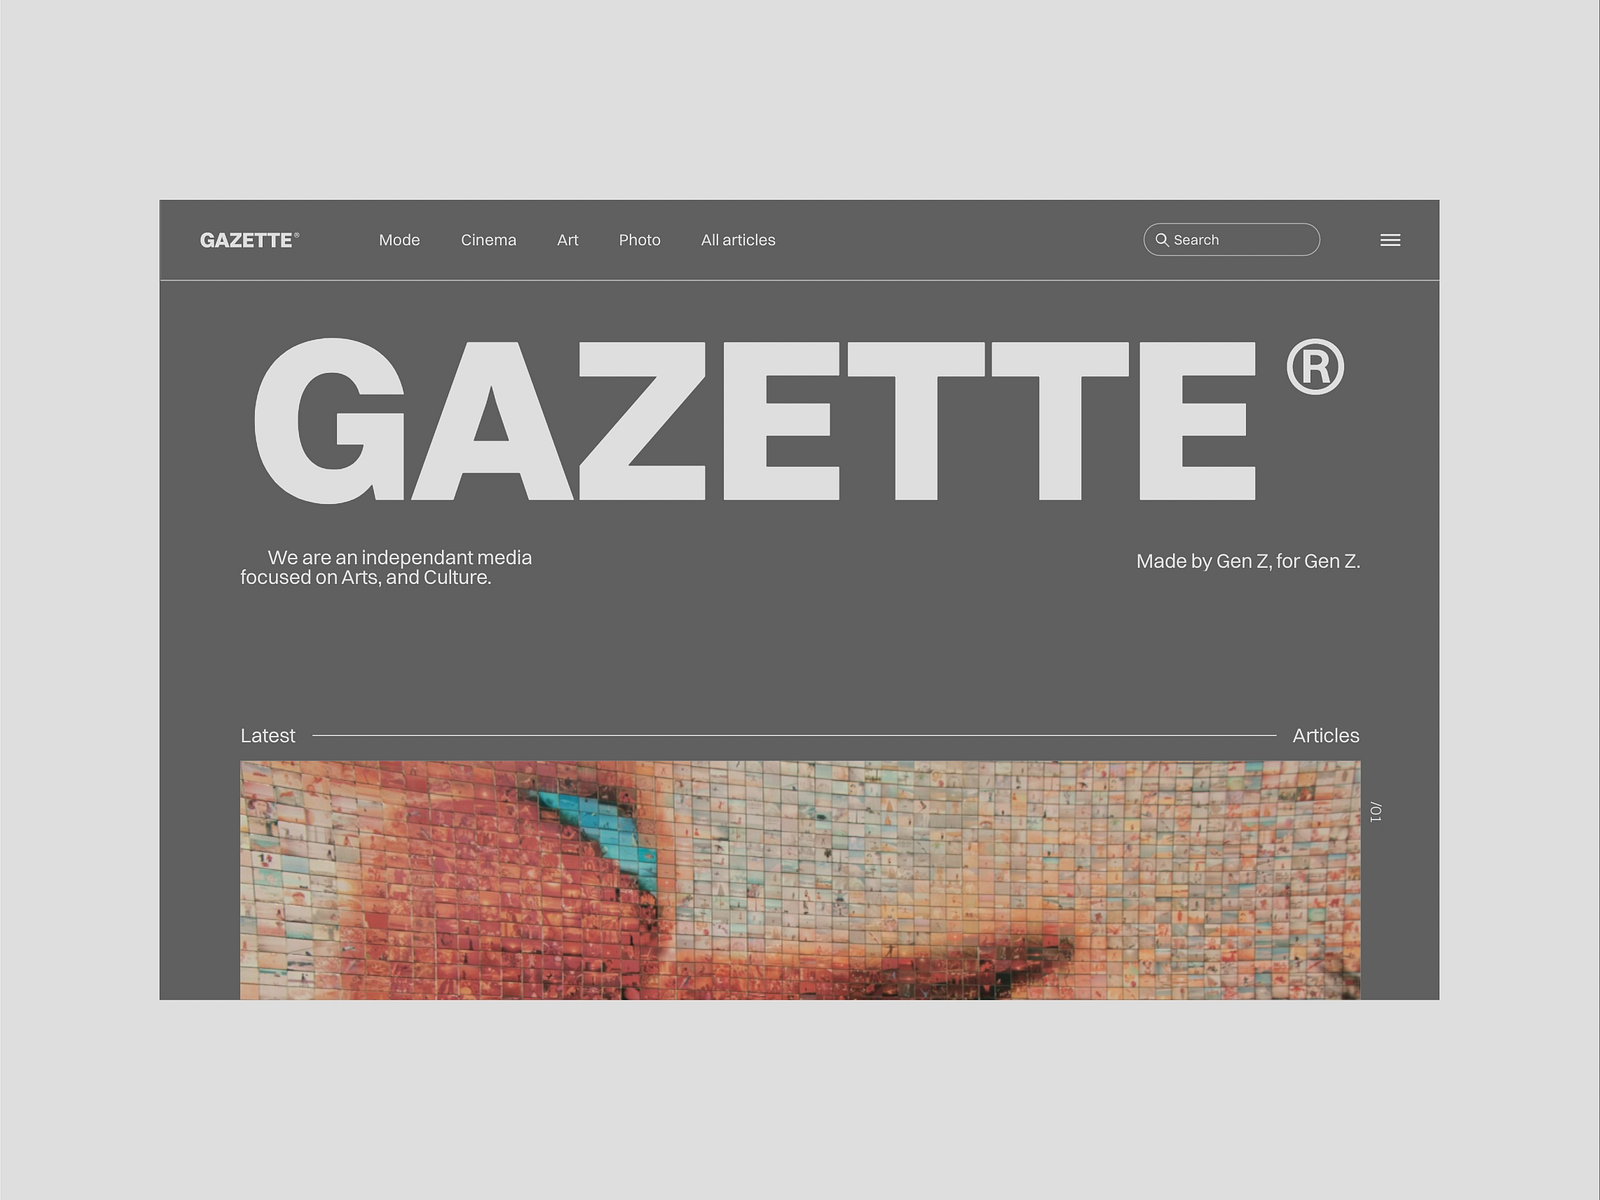 GAZETTE®
Mode
Cinema
Art
Photo
All articles
Search
GAZETTE®
We are an independant media
focused on Arts, and Culture.
Made by Gen Z, for Gen Z.
Latest
Articles
/01